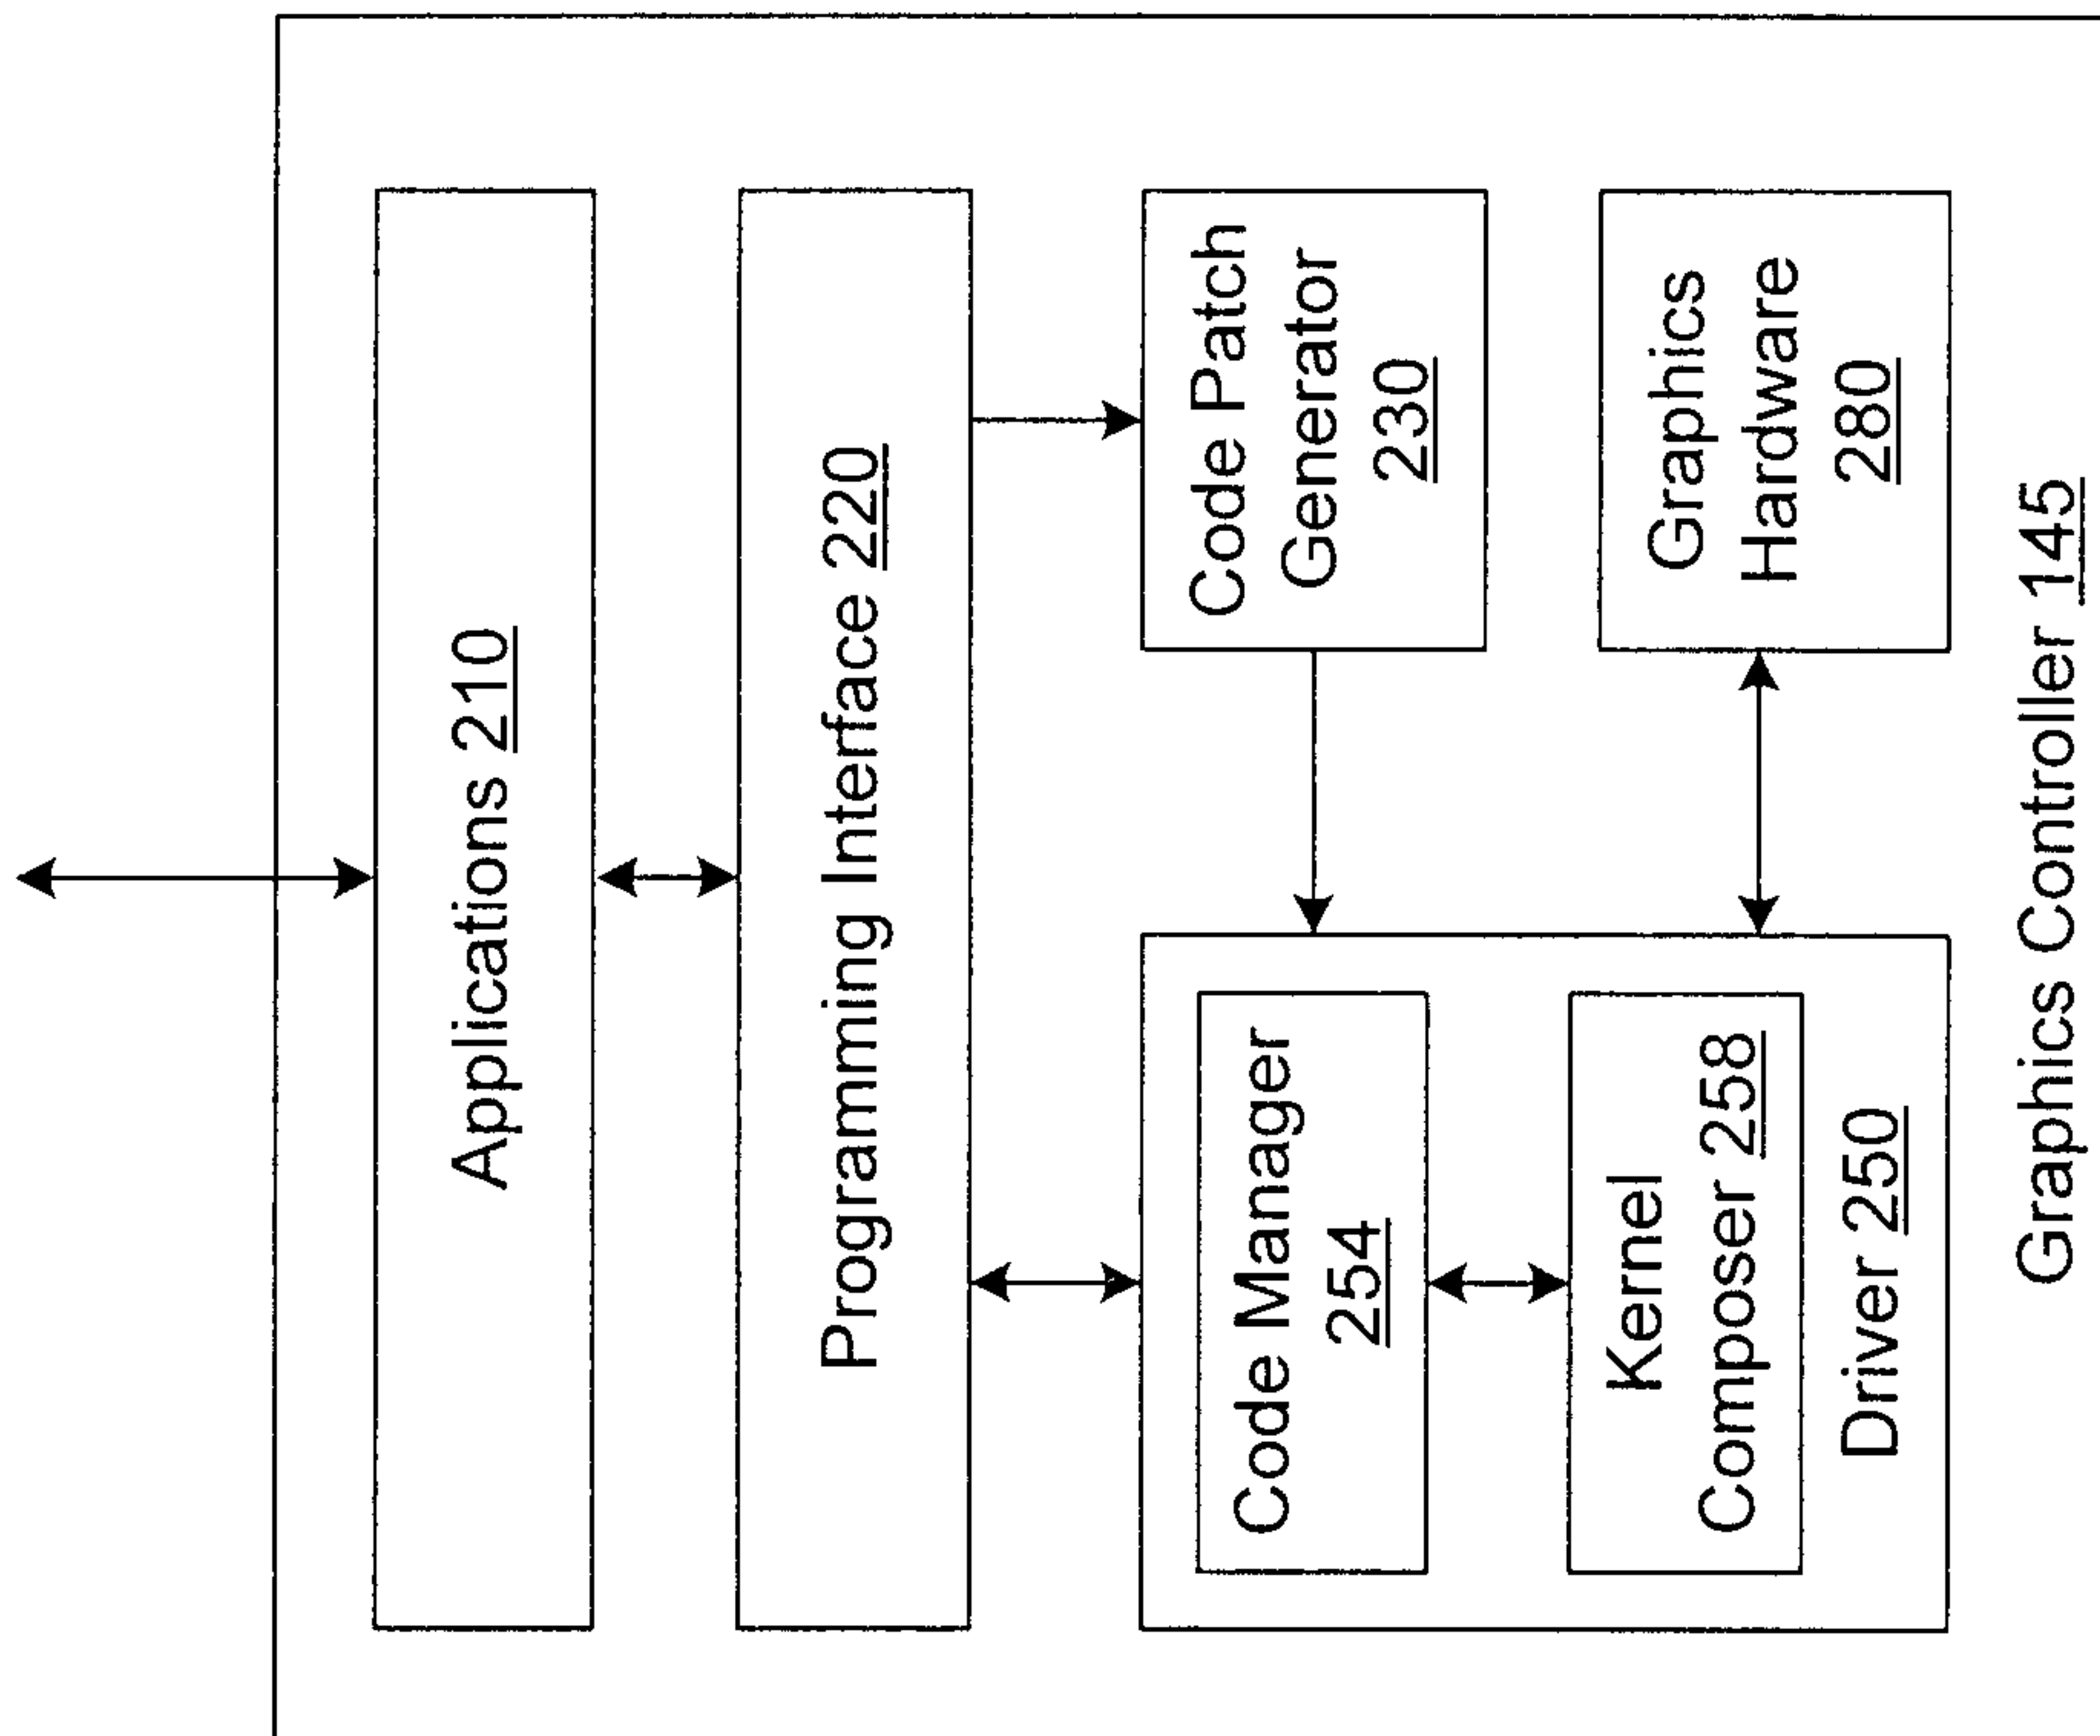 Applications 210
Programming Interface 220
Code Manager
254
Kernel
Composer 258
Driver 250
Code Patch
Generator
230
Graphics
Hardware
280
Graphics Controller 145